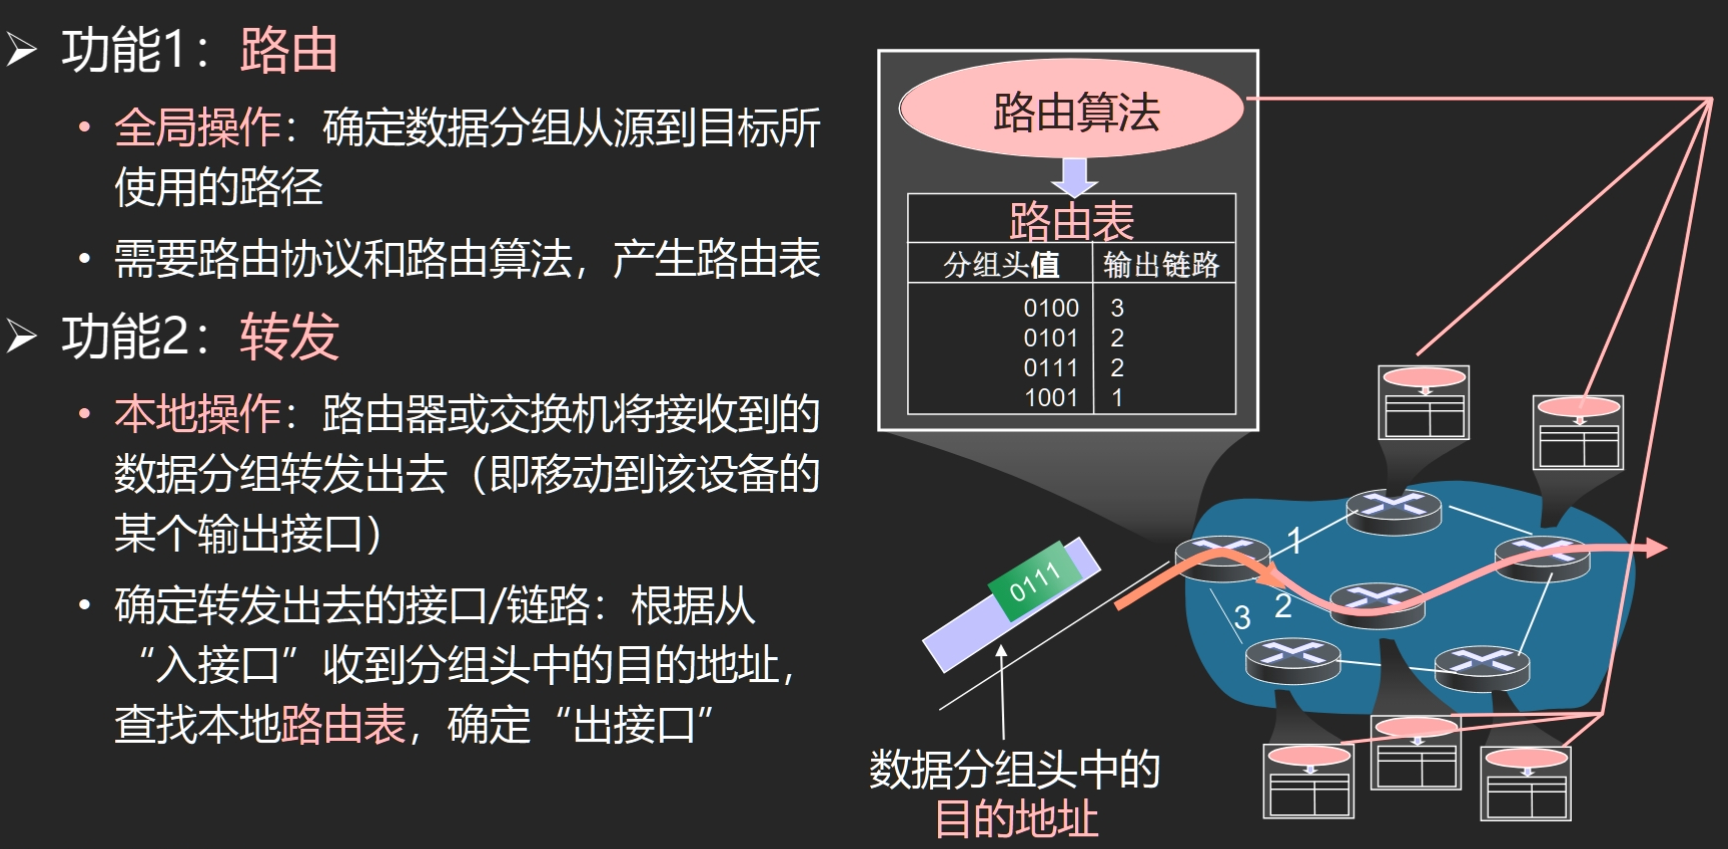 功能1：路由
全局操作：确定数据分组从源到目标所
使用的路径
需要路由协议和路由算法，产生路由表
功能2：转发
本地操作：路由器或交换机将接收到的
数据分组转发出去（即移动到该设备的
某个输出接口）
确定转发出去的接口/链路：根据从
“入接口”收到分组头中的目的地址，
查找本地路由表，确定“出接口”
路由算法
路由表
分组头值 输出链路
0100 3
0101 2
0111 2
1001 1
0111
1
2
3
数据分组头中的
目的地址